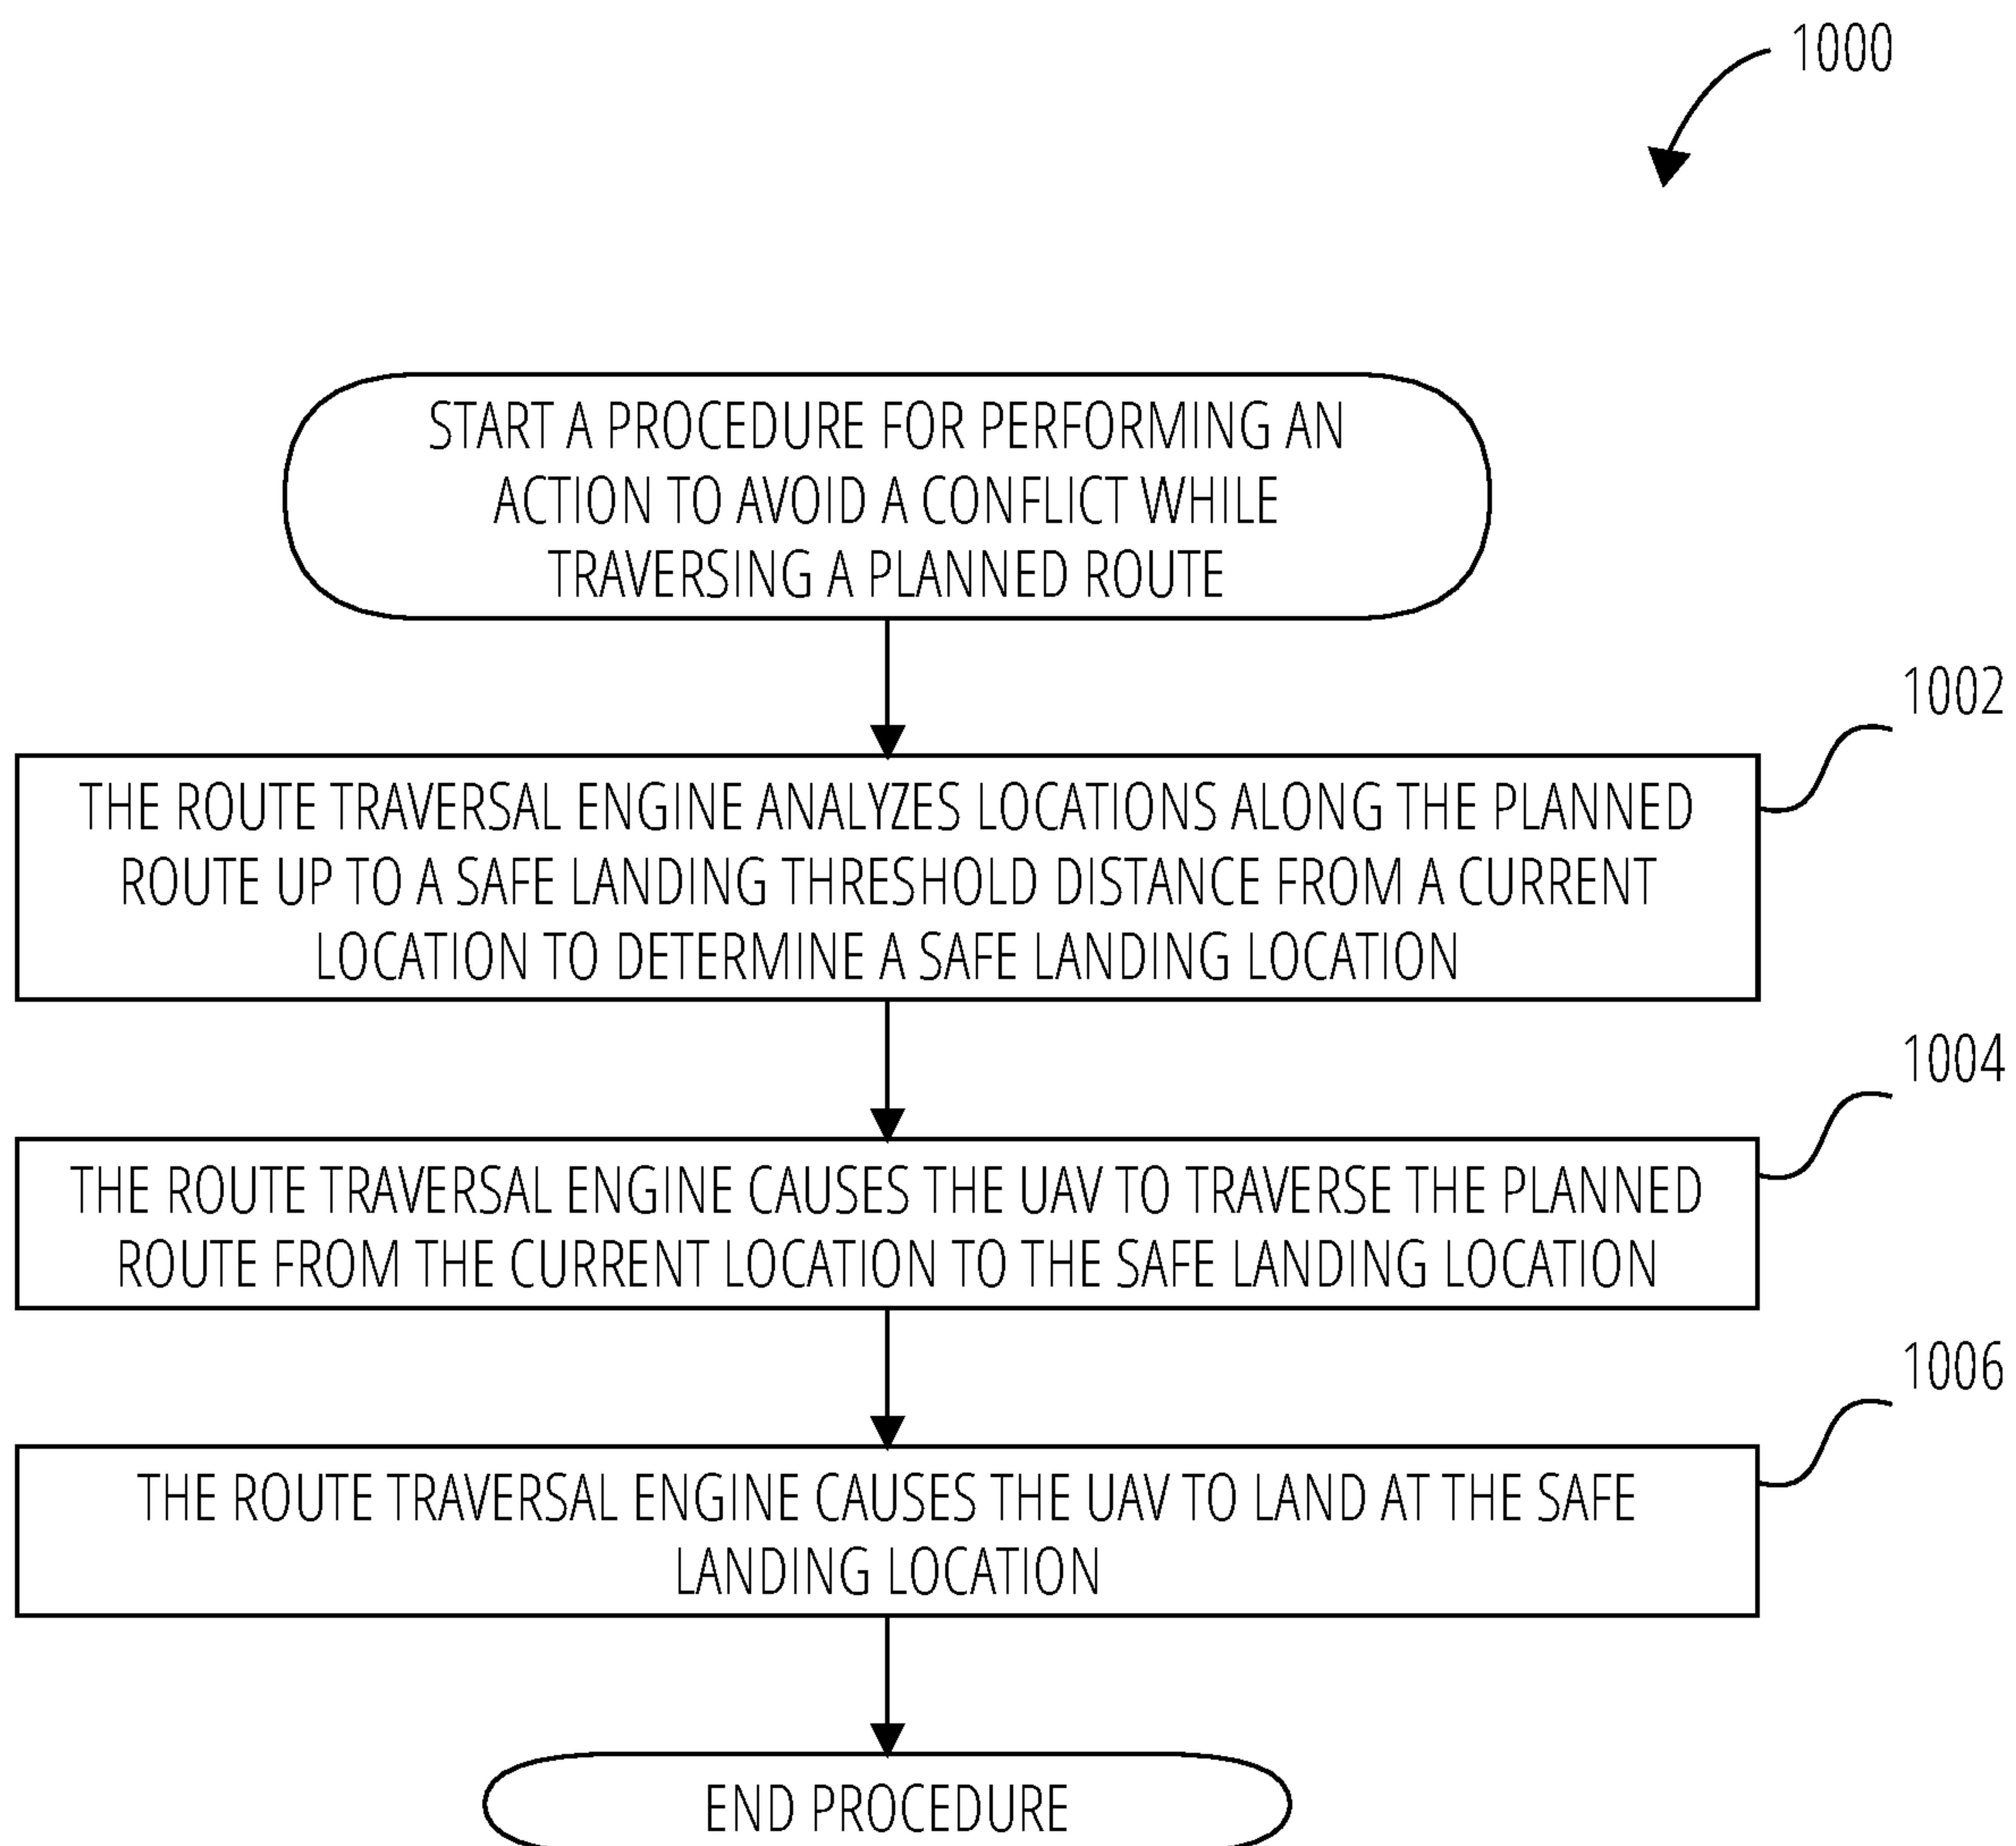 1000
START A PROCEDURE FOR PERFORMING AN
ACTION TO AVOID A CONFLICT WHILE
TRAVERSING A PLANNED ROUTE
1002
THE ROUTE TRAVERSAL ENGINE ANALYZES LOCATIONS ALONG THE PLANNED
ROUTE UP TO A SAFE LANDING THRESHOLD DISTANCE FROM A CURRENT
LOCATION TO DETERMINE A SAFE LANDING LOCATION
1004
THE ROUTE TRAVERSAL ENGINE CAUSES THE UAV TO TRAVERSE THE PLANNED
ROUTE FROM THE CURRENT LOCATION TO THE SAFE LANDING LOCATION
1006
THE ROUTE TRAVERSAL ENGINE CAUSES THE UAV TO LAND AT THE SAFE
LANDING LOCATION
END PROCEDURE